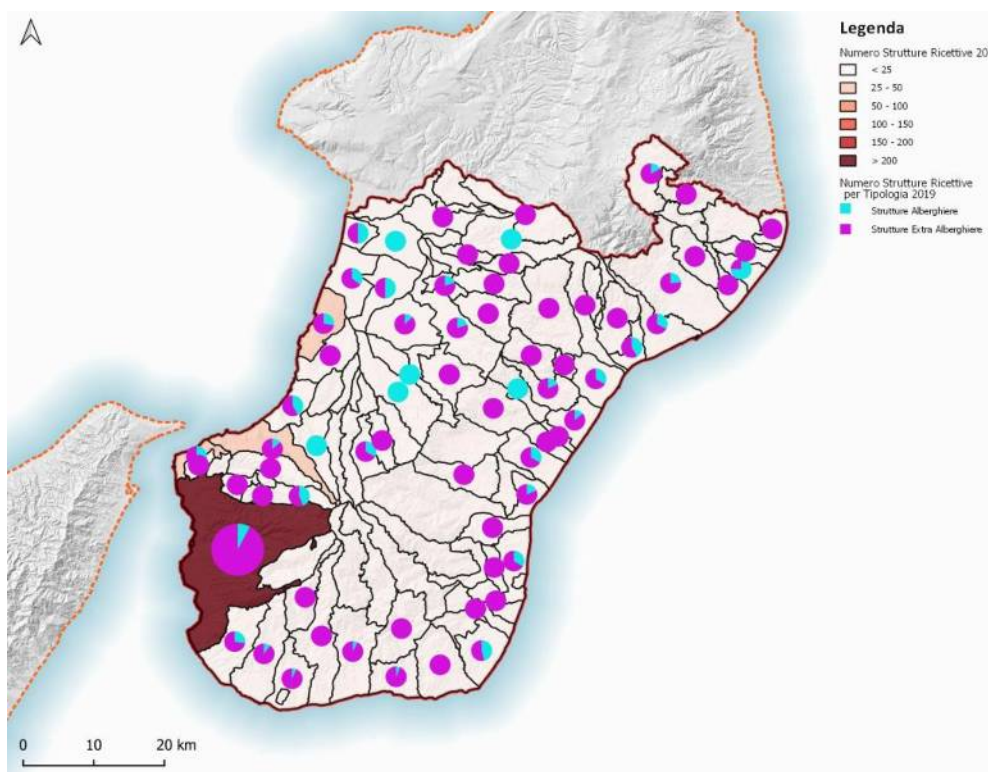 Legenda
Numero Strutture Ricettive 20
< 25
25 - 50
50 - 100
100 - 150
150 - 200
> 200
Numero Strutture Ricettive
per Tipologia 2019
Strutture Alberghiere
Strutture Extra Alberghiere
0 10 20 km